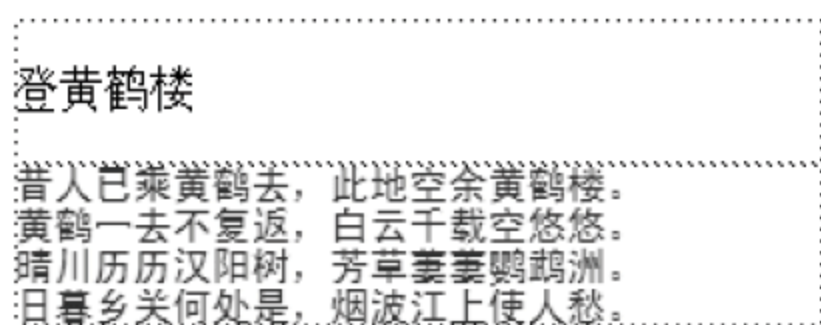 登黄鹤楼
昔人已乘黄鹤去，此地空余黄鹤楼。
黄鹤一去不复返，白云千载空悠悠。
晴川历历汉阳树，芳草萋萋鹦鹉洲。
日暮乡关何处是，烟波江上使人愁。